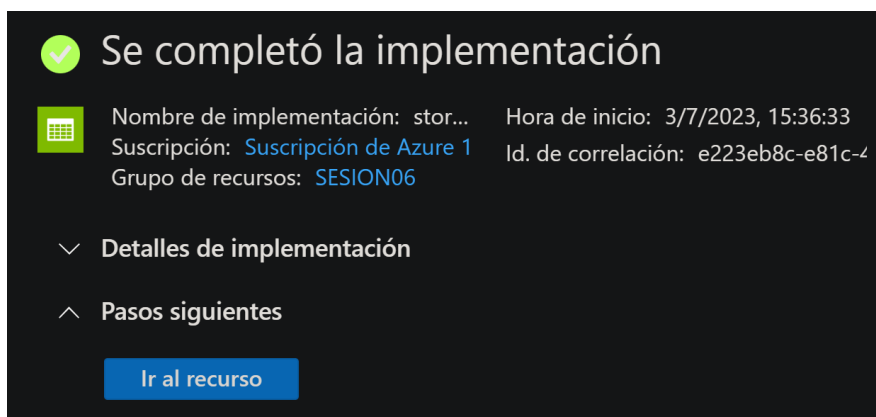 Se completó la implementación
Nombre de implementación: stor...
Suscripción: Suscripción de Azure 1
Grupo de recursos: SESION06
Hora de inicio: 3/7/2023, 15:36:33
Id. de correlación: e223eb8c-e81c-4
Detalles de implementación
Pasos siguientes
Ir al recurso